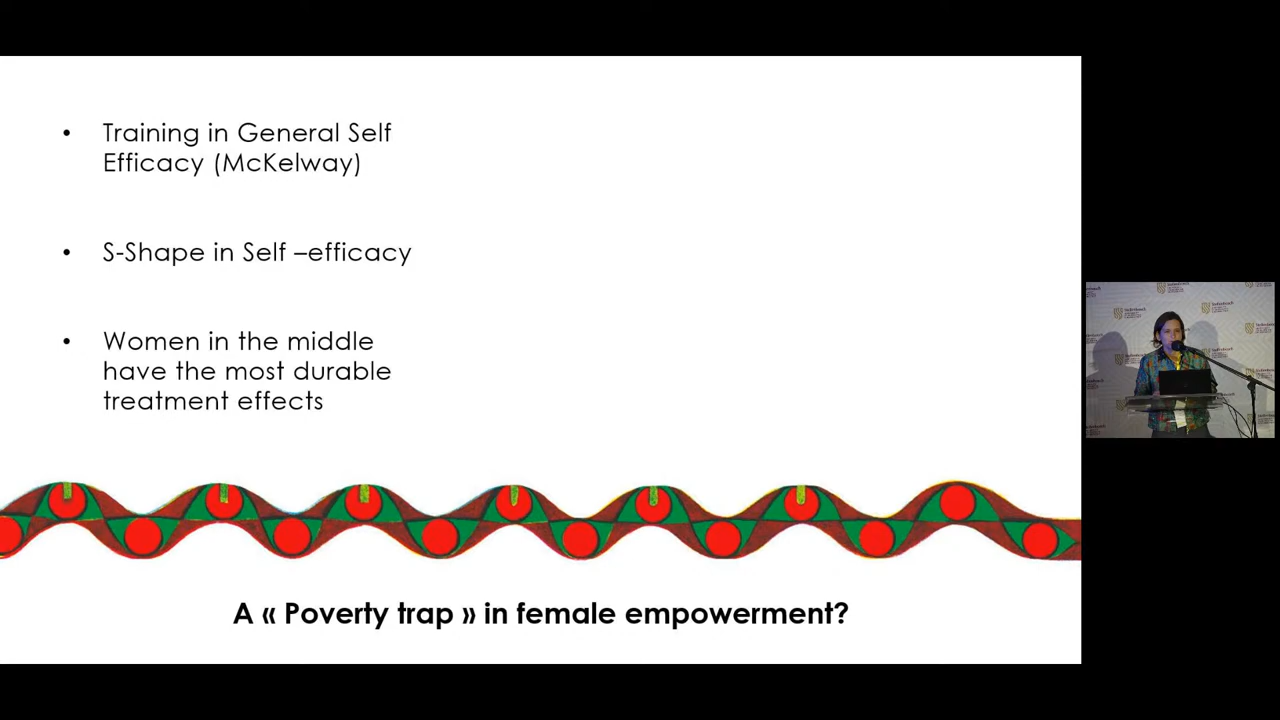 • Training in General Self
Efficacy (McKelway)
• S-Shape in Self –efficacy
• Women in the middle
have the most durable
treatment effects
A « Poverty trap » in female empowerment?